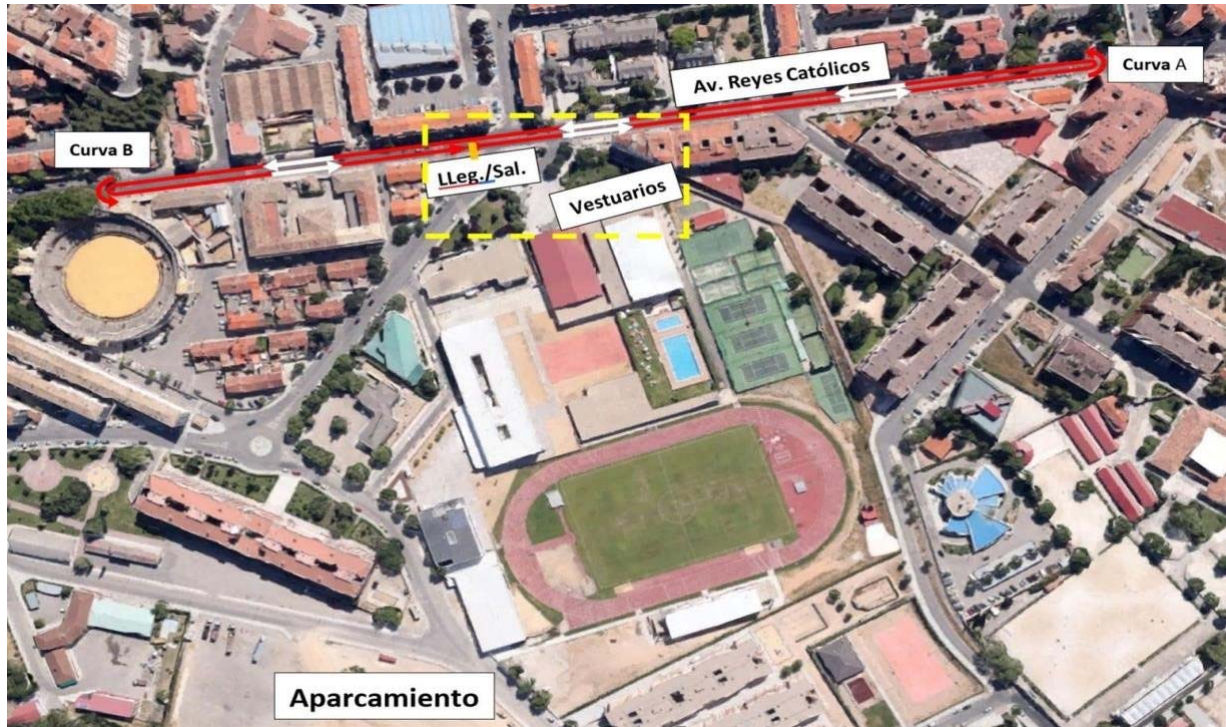 Av. Reyes Católicos
Curva A
Curva B
LLeg./Sal.
Vestuarios
Aparcamiento